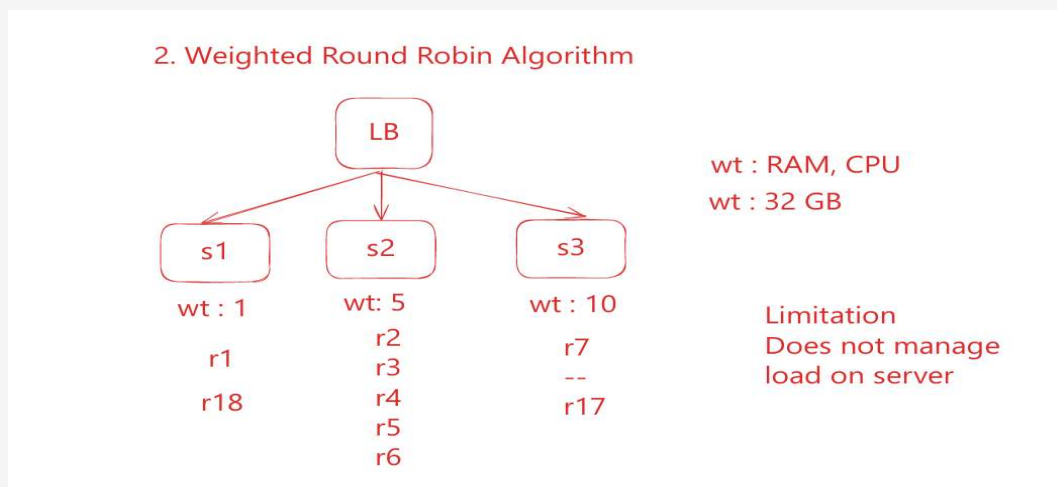 2. Weighted Round Robin Algorithm
LB
wt : RAM, CPU
wt : 32 GB
s1
s2
s3
wt : 1
wt: 5
wt : 10
r1
r18
r2
r3
r4
r5
r6
r7
--
r17
Limitation
Does not manage
load on server